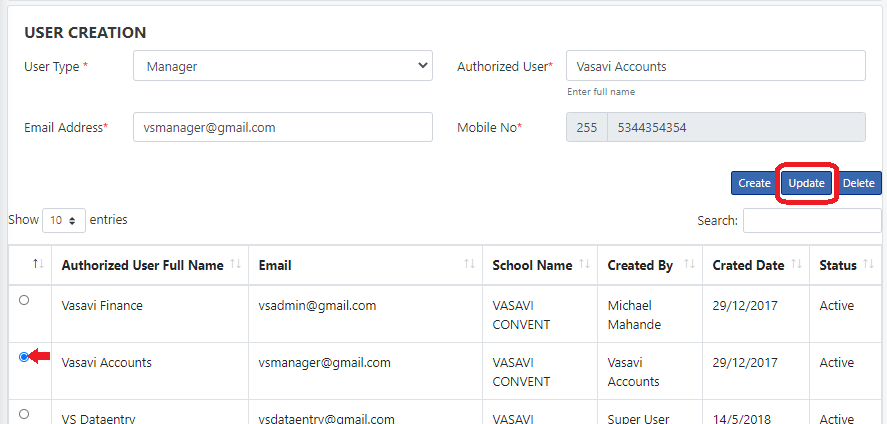 USER CREATION
User Type * Manager Authorized User* Vasavi Accounts
Enter full name
Email Address* vsmanager@gmail.com Mobile No* 255 5344354354
Create Update Delete
Show 10 entries Search:
Authorized User Full Name Email School Name Created By Crated Date Status
Vasavi Finance vsadmin@gmail.com VASAVI Michael 29/12/2017 Active
CONVENT Mahande
Vasavi Accounts vsmanager@gmail.com VASAVI Vasavi 29/12/2017 Active
CONVENT Accounts
VS Dataentry vsdataentry@gmail.com VASAVI Super User 14/5/2018 Active